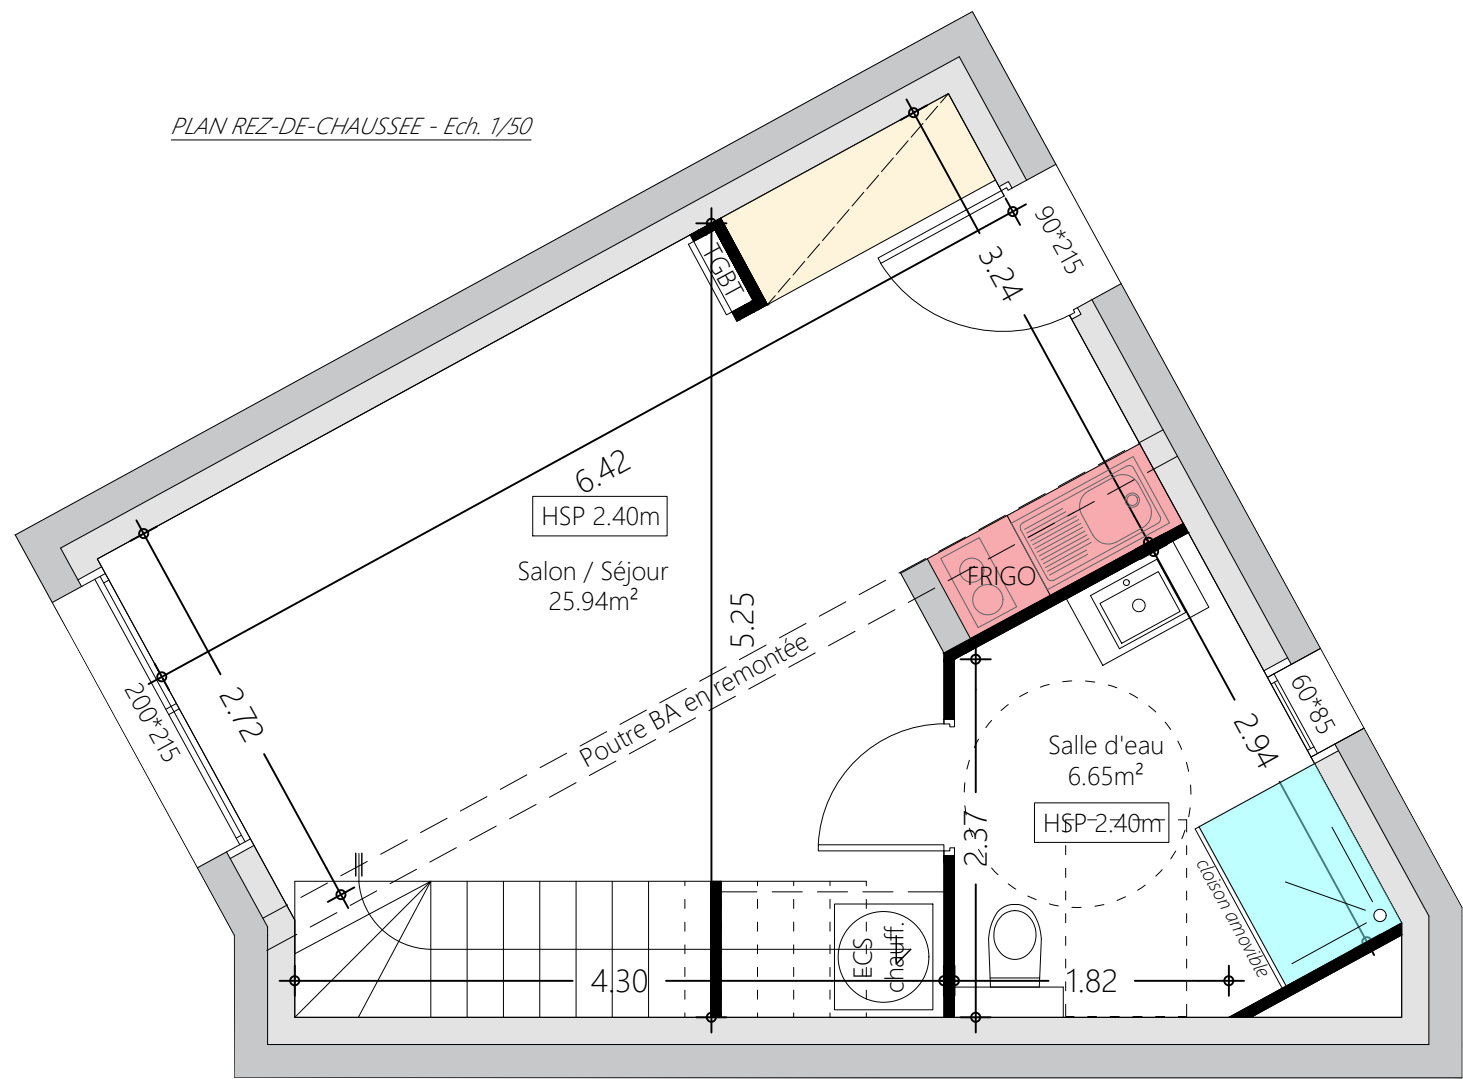 PLAN REZ-DE-CHAUSSEE - Ech. 1/50
TGBT
3.24
90*215
6.42
HSP 2.40m
Salon / Séjour
25.94m²
FRIGO
5.25
Poutre BA en remontée
200*215
2.72
60*85
2.94
Salle d'eau
6.65m²
HSP 2.40m
2.37
cloison amovible
ECS
chauff.
4.30
1.82